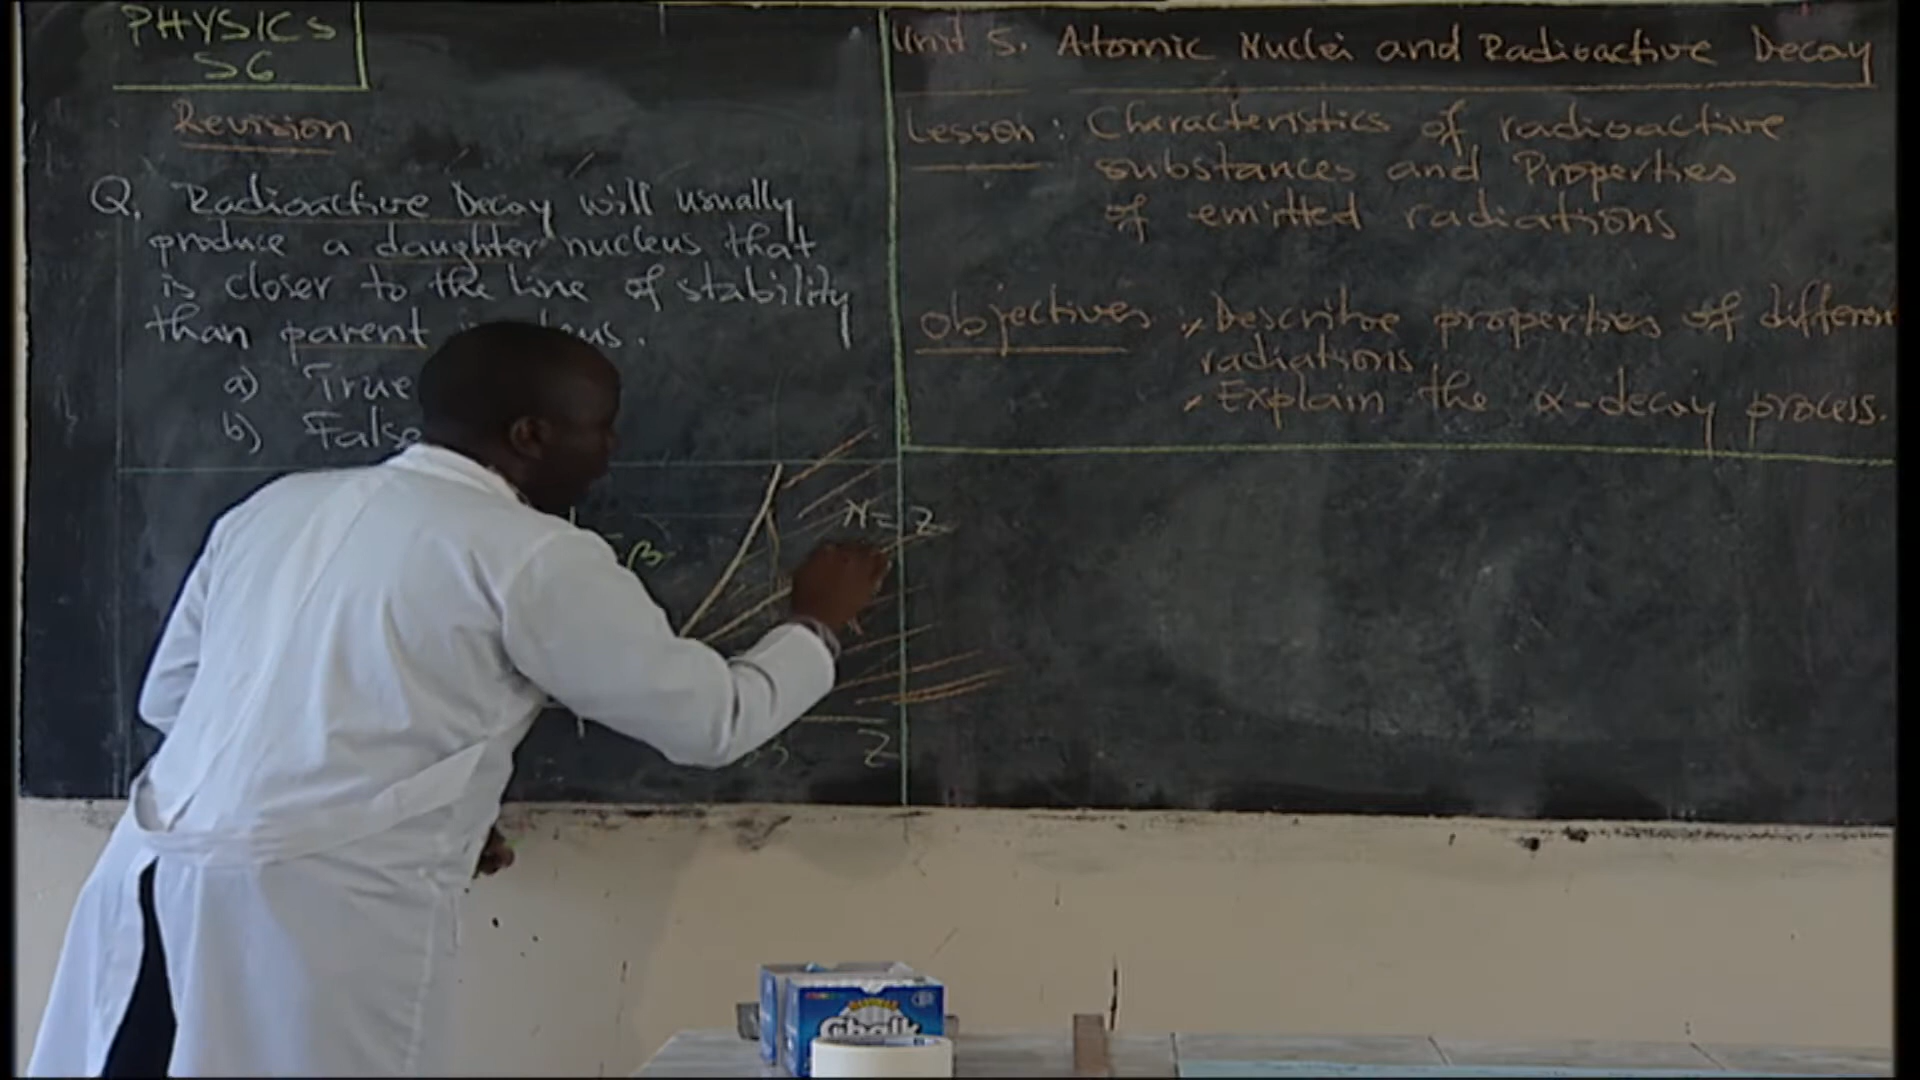 PHYSICS
S6
Revision
Q. Radioactive Decay will usually
produce a daughter nucleus that
is closer to the line of stability
than parent
a) True
b) False
β
N = Z
Z
Unit 5. Atomic Nuclei and Radioactive Decay
Lesson : Characteristics of radioactive
substances and Properties
of emitted radiations
Objectives : Describe properties of different
radiations
Explain the α-decay process.
Chalk